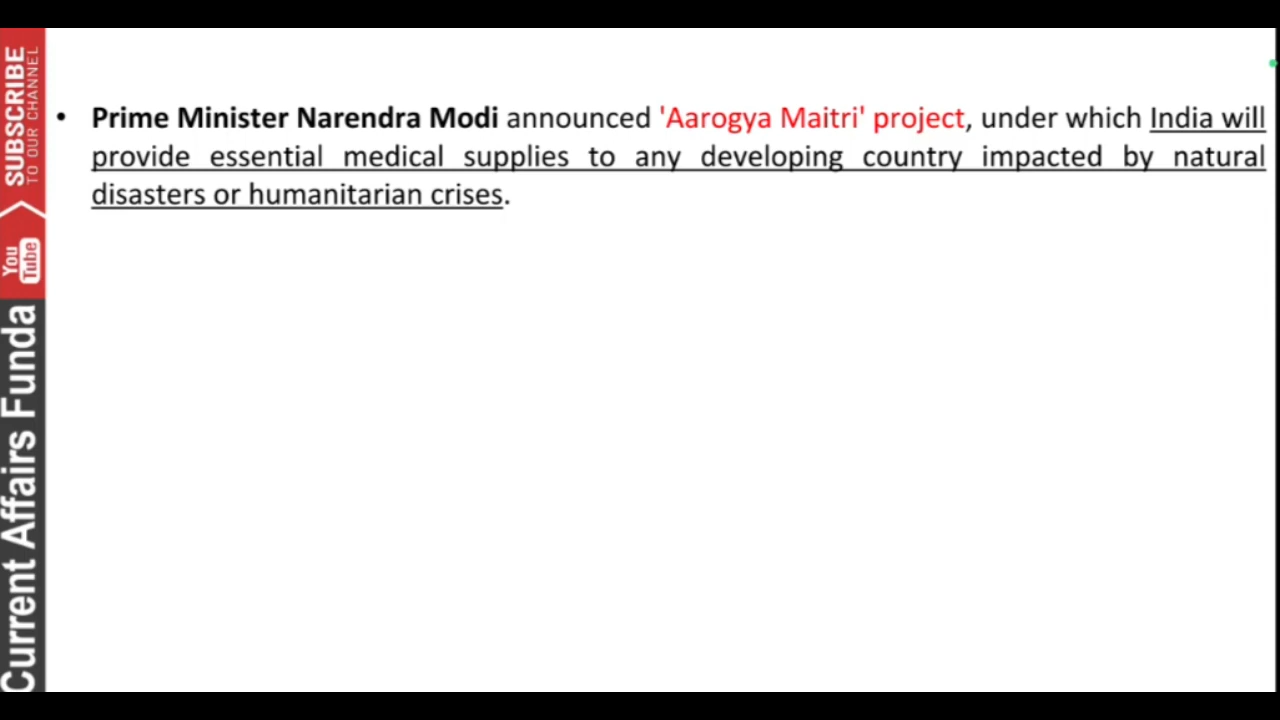 • Prime Minister Narendra Modi announced 'Aarogya Maitri' project, under which India will
provide essential medical supplies to any developing country impacted by natural
disasters or humanitarian crises.
SUBSCRIBE
TO OUR CHANNEL
You
Tube
Current Affairs Funda